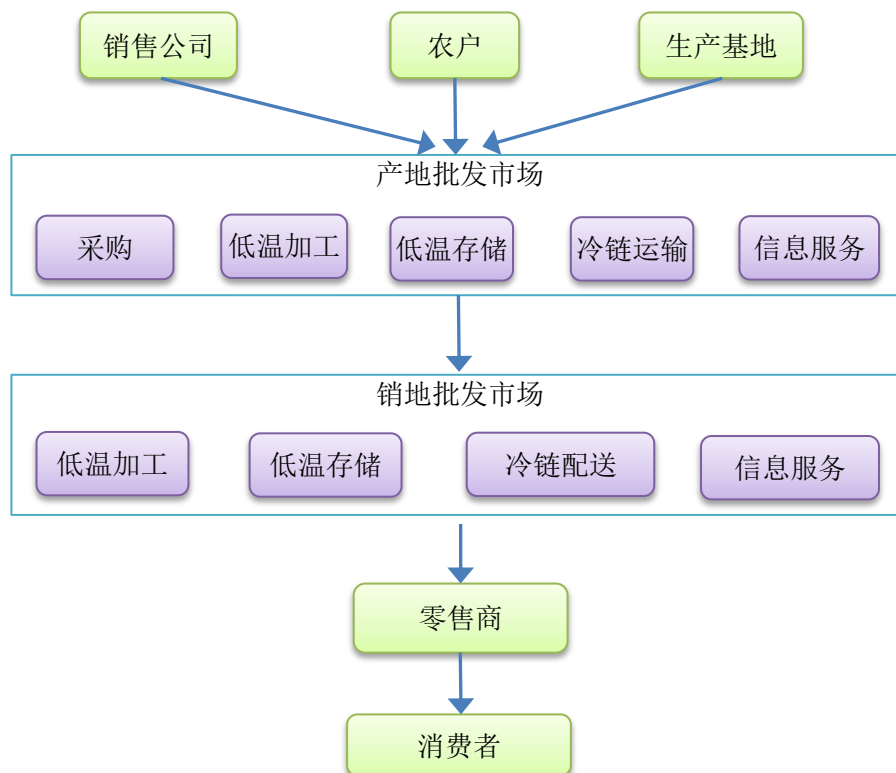 销售公司
农户
生产基地
产地批发市场
采购
低温加工
低温存储
冷链运输
信息服务
销地批发市场
低温加工
低温存储
冷链配送
信息服务
零售商
消费者